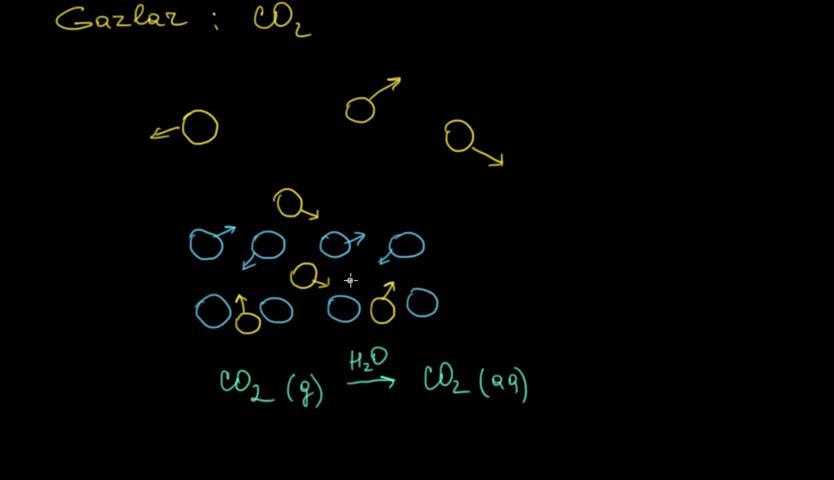 Gazlar : CO₂
H₂O
CO₂ (g) → CO₂ (aq)